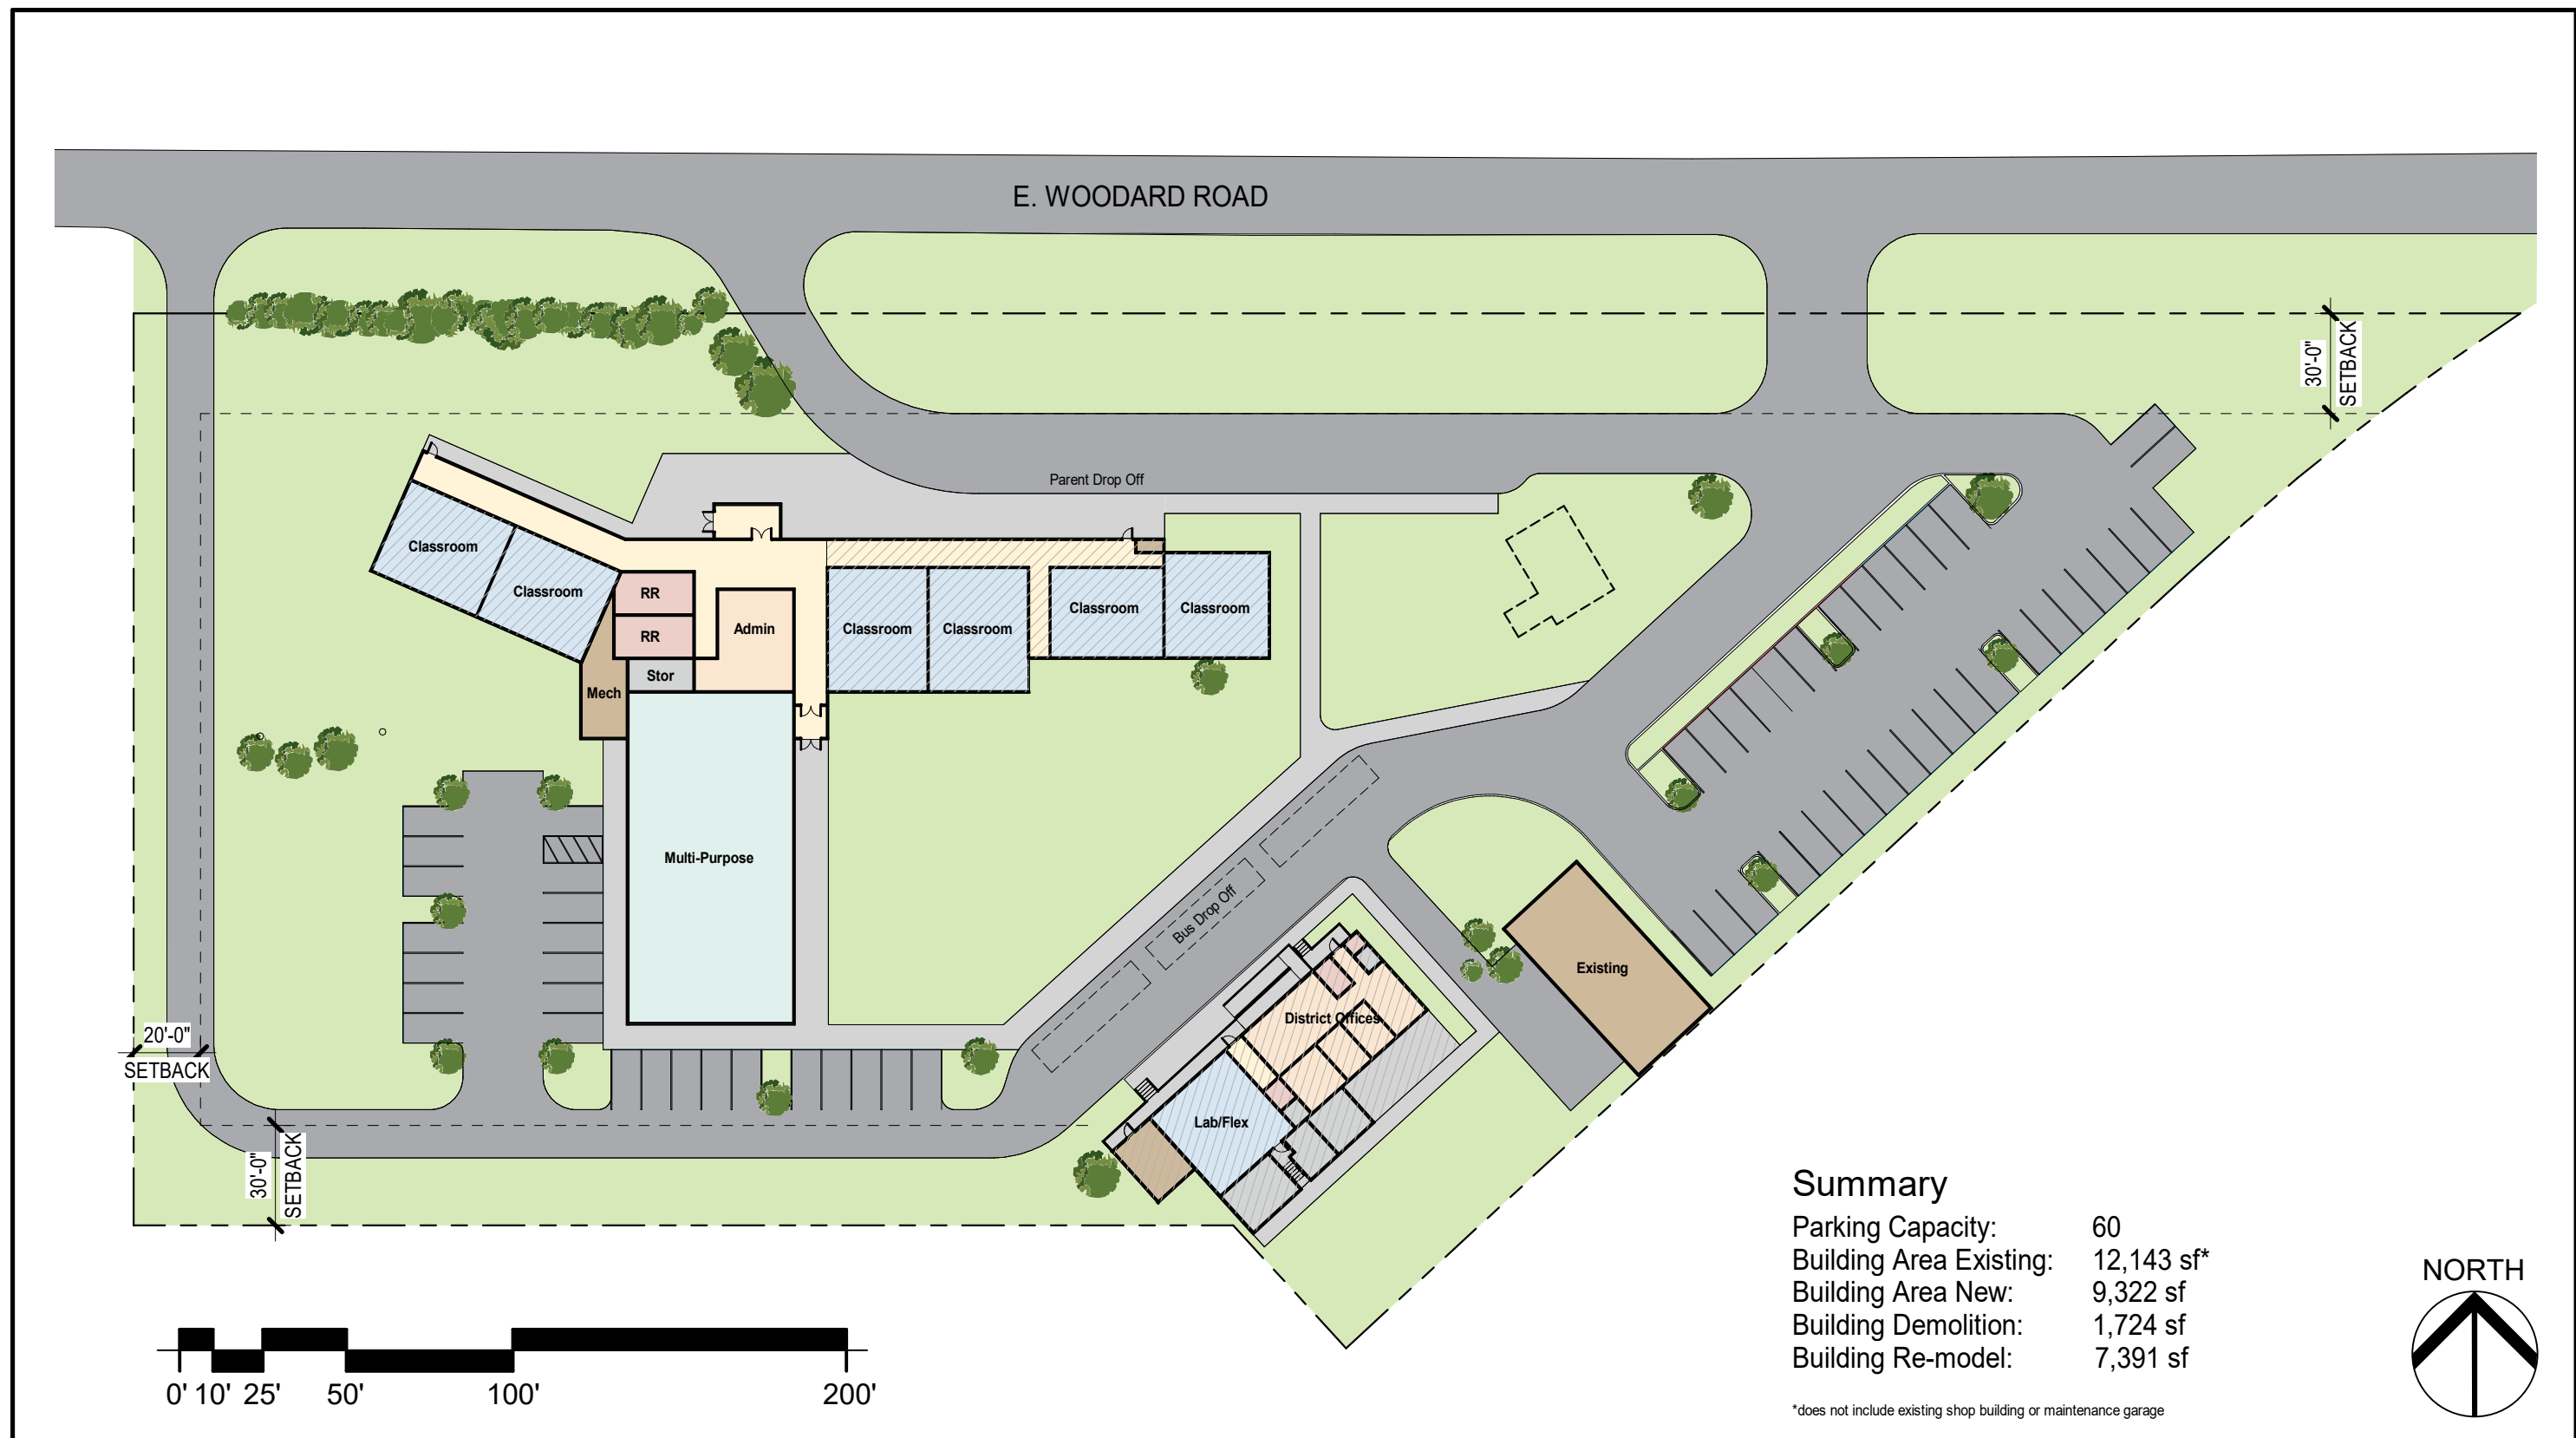 E. WOODARD ROAD
30'-0"
SETBACK
Parent Drop Off
Classroom
Classroom
RR
RR
Admin
Stor
Mech
Classroom
Classroom
Classroom
Classroom
Multi-Purpose
Bus Drop Off
Existing
District Offices
Lab/Flex
20'-0"
SETBACK
30'-0"
SETBACK
Summary
Parking Capacity: 60
Building Area Existing: 12,143 sf*
Building Area New: 9,322 sf
Building Demolition: 1,724 sf
Building Re-model: 7,391 sf
*does not include existing shop building or maintenance garage
NORTH
0' 10' 25' 50' 100' 200'